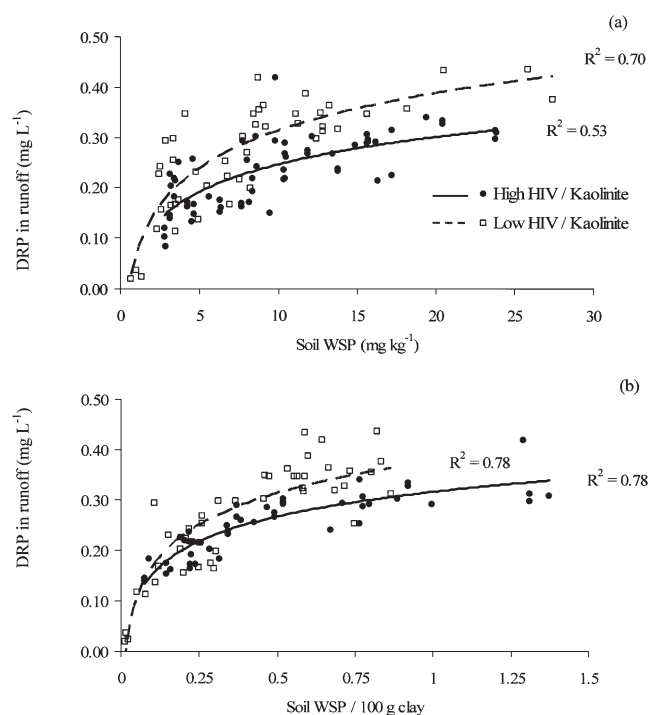 (a)
0.50
0.40
0.30
0.20
0.10
0.00
DRP in runoff (mg L⁻¹)
R² = 0.70
R² = 0.53
High HIV / Kaolinite
Low HIV / Kaolinite
0 5 10 15 20 25 30
Soil WSP (mg kg⁻¹)
(b)
0.50
0.40
0.30
0.20
0.10
0.00
DRP in runoff (mg L⁻¹)
R² = 0.78
R² = 0.78
0 0.25 0.5 0.75 1 1.25 1.5
Soil WSP / 100 g clay